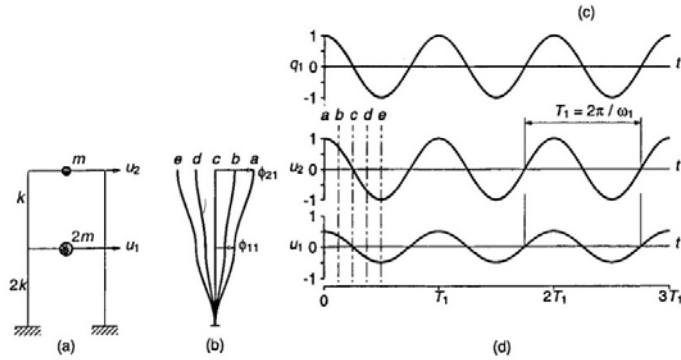 (c)
1
q1 0
-1
t
a b c d e
T1 = 2π / ω1
1
u2 0
-1
t
1
u1 0
-1
t
0 T1 2T1 3T1
(d)
m
u2
k
2m
u1
2k
(a)
e d c b a
ϕ21
ϕ11
(b)